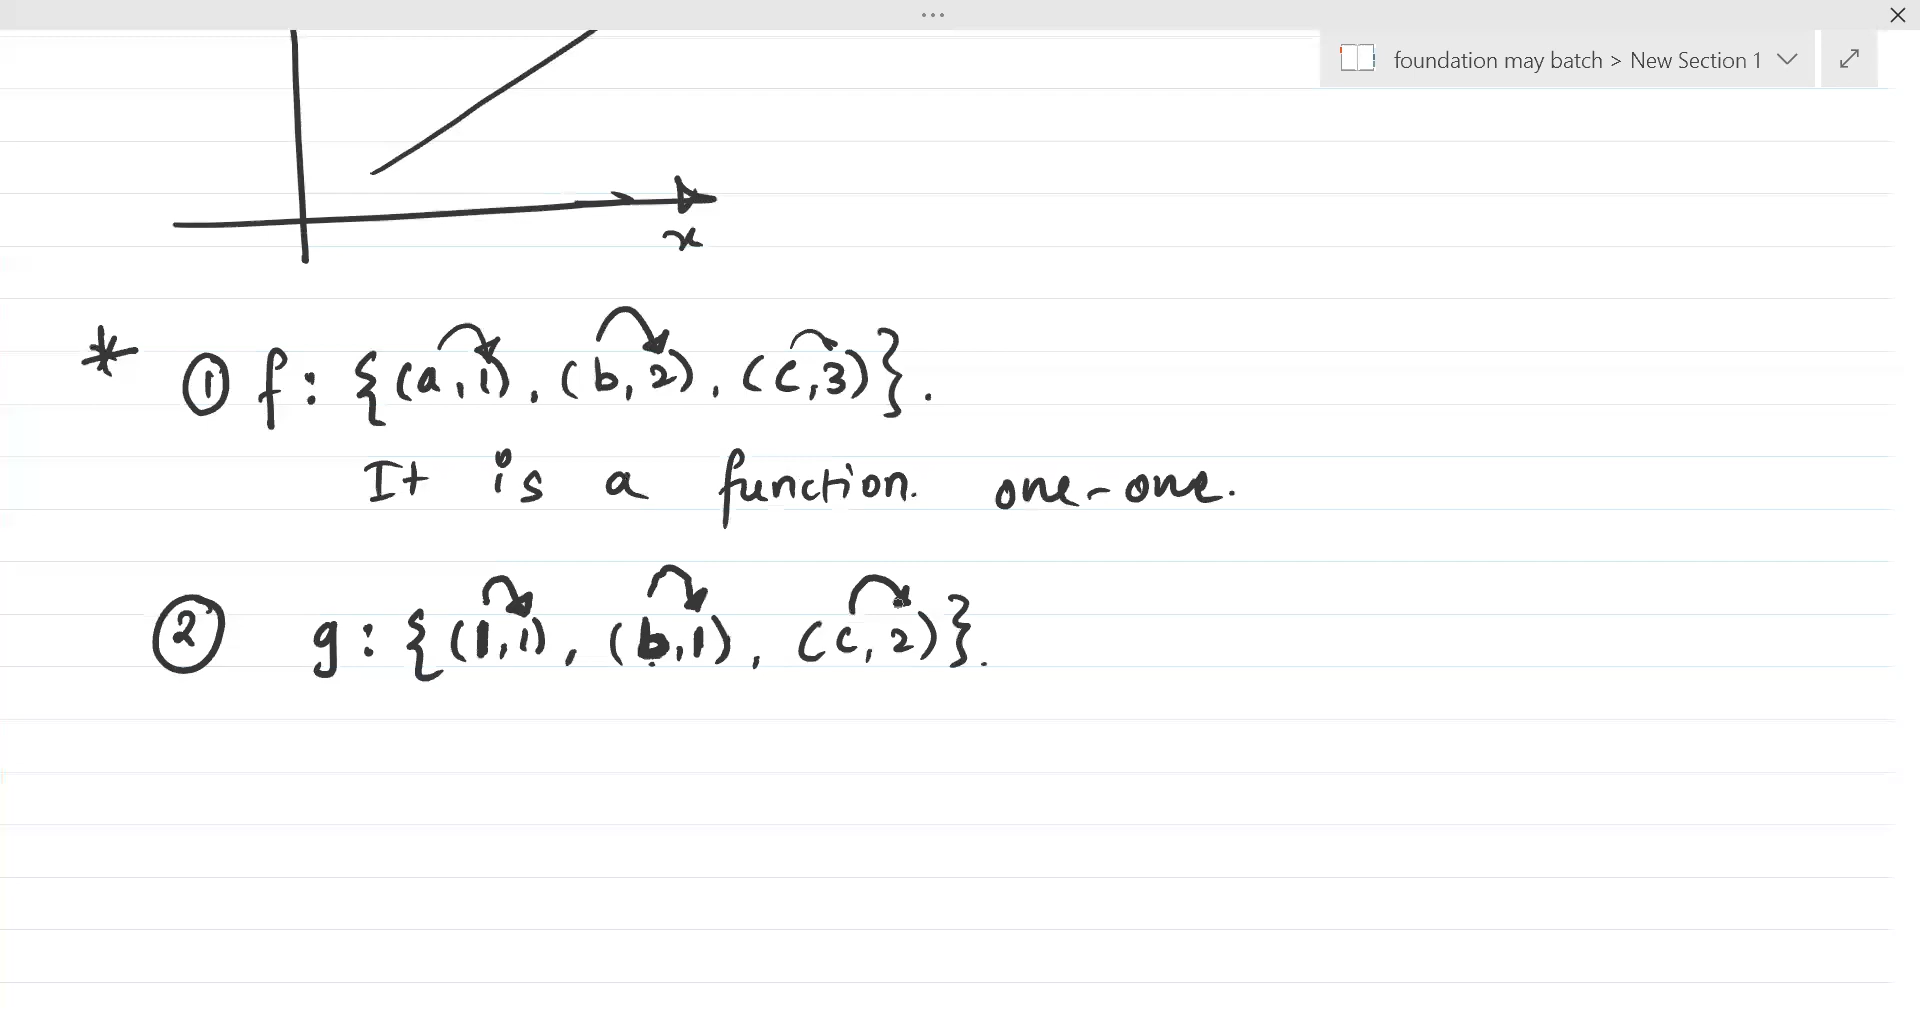 ...
foundation may batch > New Section 1
x
* ① f: {(a,1), (b,2), (c,3)}.
It is a function. one-one.
② g: {(1,1), (b,1), (c,2)}.